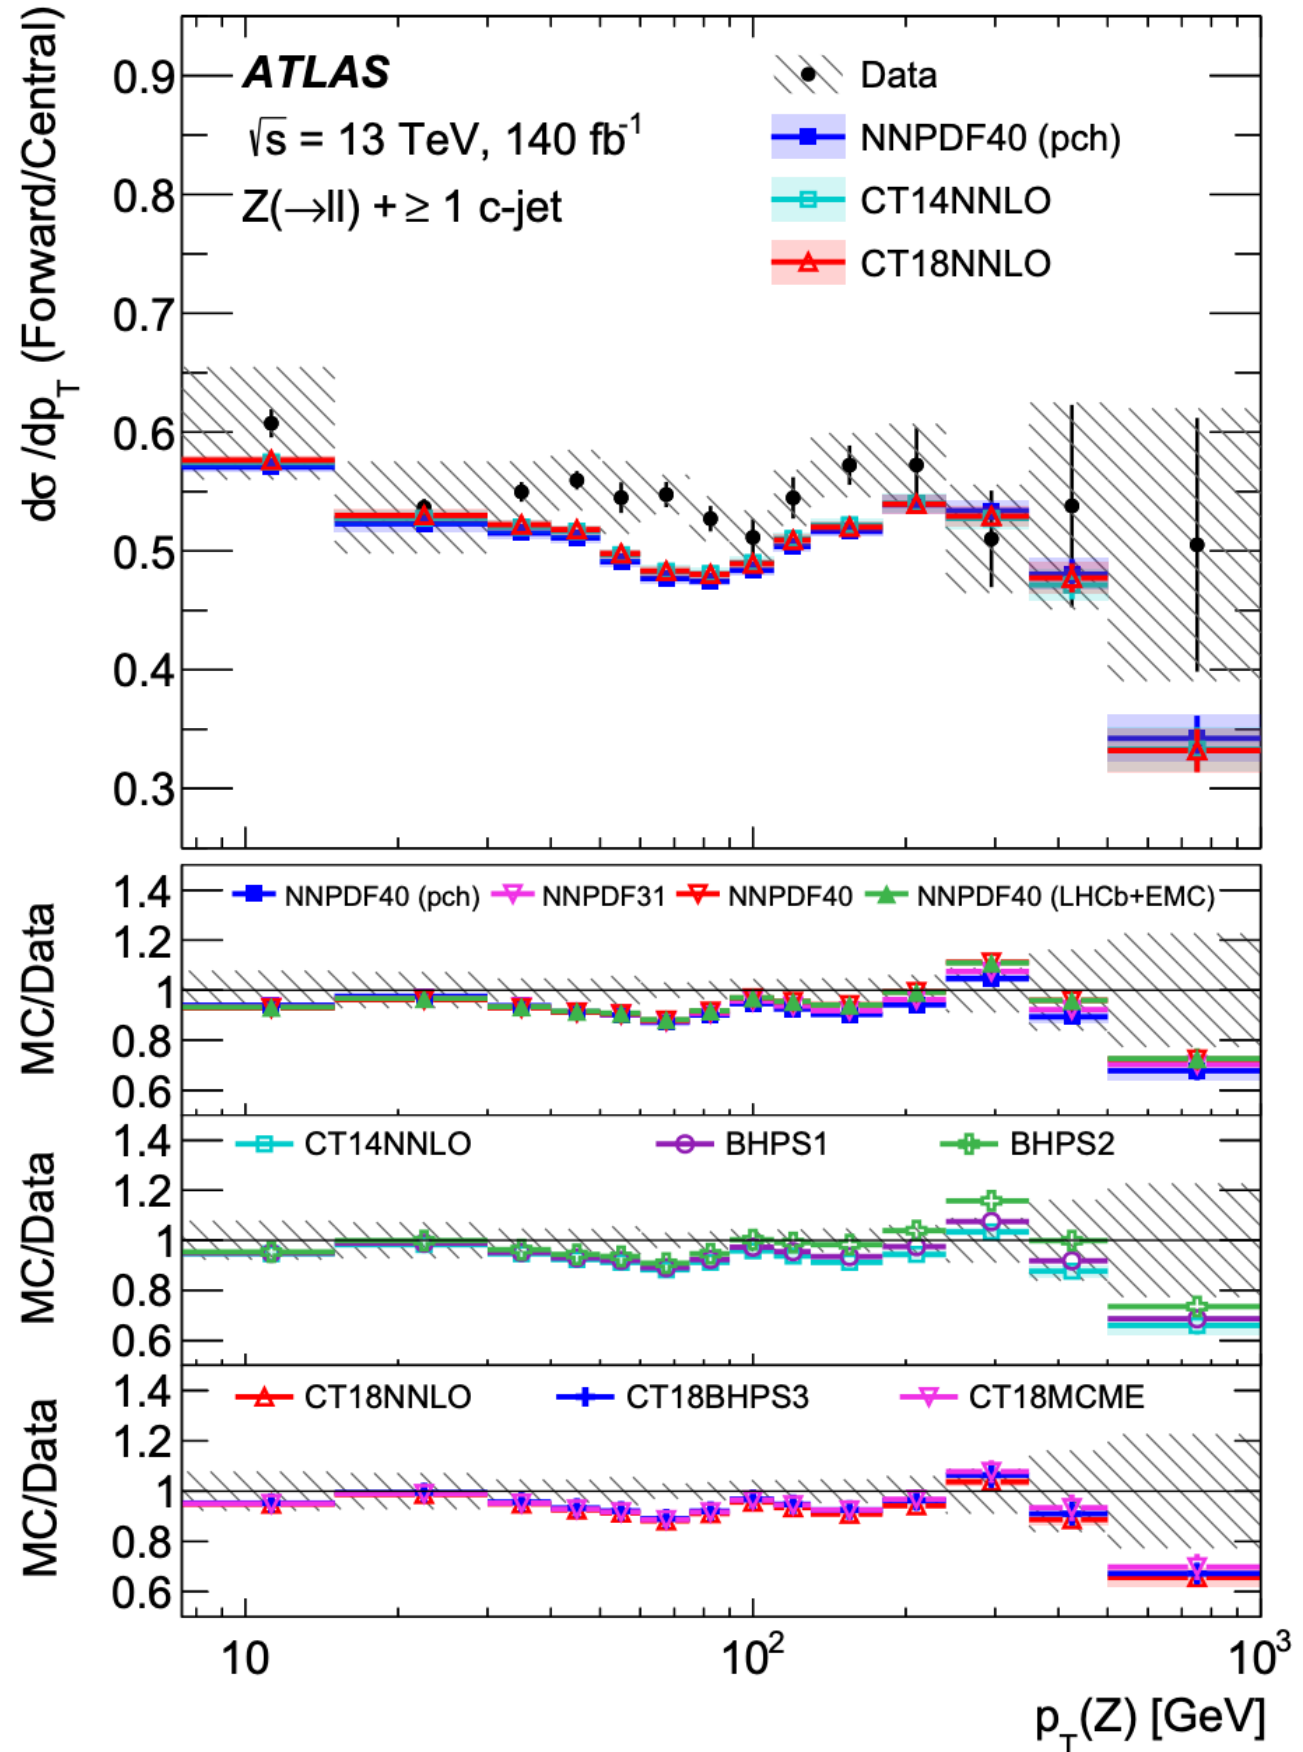 dσ /dp_T (Forward/Central)
0.9
0.8
0.7
0.6
0.5
0.4
0.3
ATLAS
√s = 13 TeV, 140 fb⁻¹
Z(→ll) + ≥ 1 c-jet
Data
NNPDF40 (pch)
CT14NNLO
CT18NNLO
MC/Data
1.4
1.2
1
0.8
0.6
NNPDF40 (pch) NNPDF31 NNPDF40 NNPDF40 (LHCb+EMC)
MC/Data
1.4
1.2
1
0.8
0.6
CT14NNLO BHPS1 BHPS2
MC/Data
1.4
1.2
1
0.8
0.6
CT18NNLO CT18BHPS3 CT18MCME
10 10² 10³
p_T(Z) [GeV]